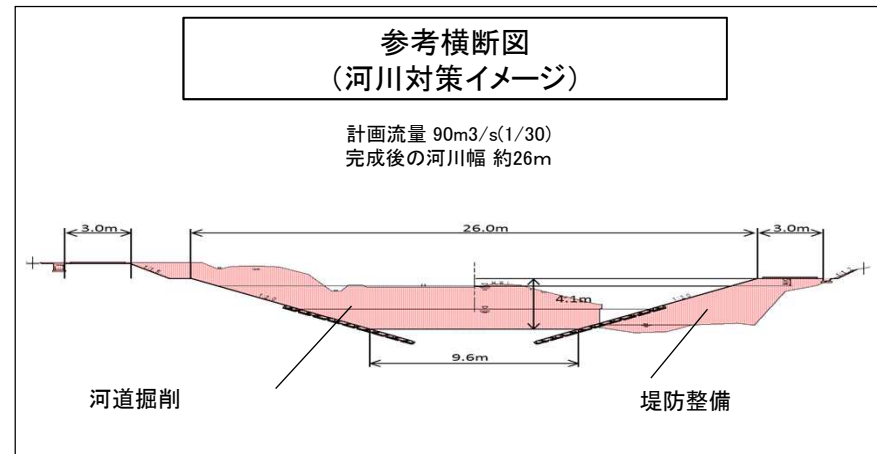 参考横断図
（河川対策イメージ）
計画流量 90m3/s(1/30)
完成後の河川幅 約26m
3.0m
26.0m
3.0m
4.1m
9.6m
河道掘削
堤防整備